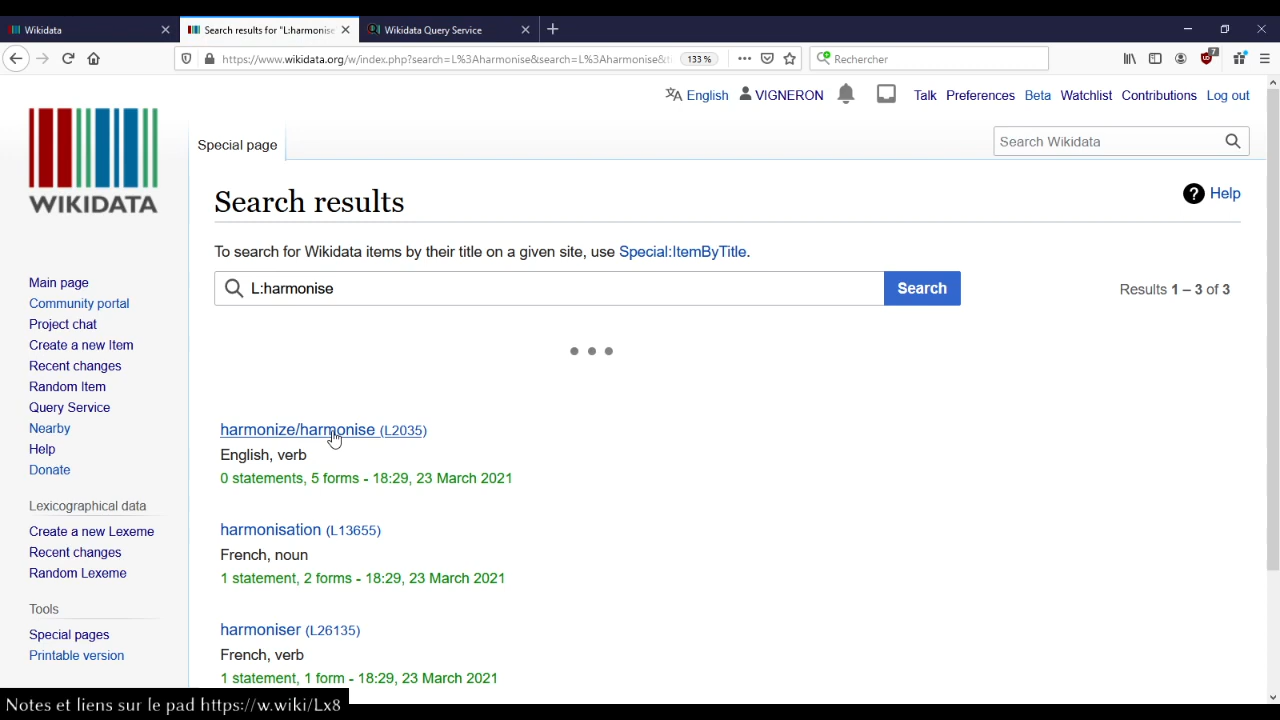 Wikidata
Search results for "L:harmonise
Wikidata Query Service
https://www.wikidata.org/w/index.php?search=L%3Aharmonise&search=L%3Aharmonise&
133 %
Rechercher
7
English
VIGNERON
Talk
Preferences
Beta
Watchlist
Contributions
Log out
WIKIDATA
Special page
Search Wikidata
Search results
Help
To search for Wikidata items by their title on a given site, use Special:ItemByTitle.
L:harmonise
Search
Results 1 – 3 of 3
Main page
Community portal
Project chat
Create a new Item
Recent changes
Random Item
Query Service
Nearby
Help
Donate
Lexicographical data
Create a new Lexeme
Recent changes
Random Lexeme
Tools
Special pages
Printable version
harmonize/harmonise (L2035)
English, verb
0 statements, 5 forms - 18:29, 23 March 2021
harmonisation (L13655)
French, noun
1 statement, 2 forms - 18:29, 23 March 2021
harmoniser (L26135)
French, verb
1 statement, 1 form - 18:29, 23 March 2021
Notes et liens sur le pad https://w.wiki/Lx8